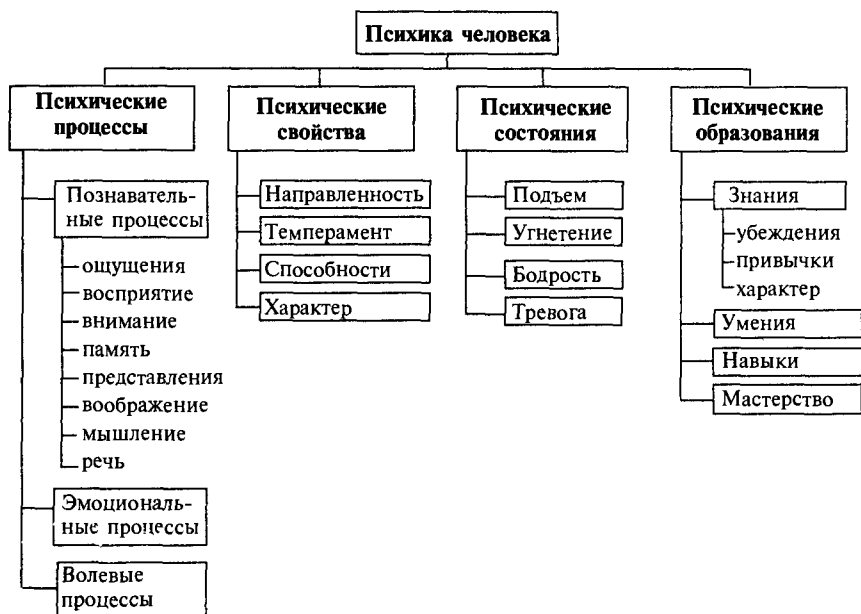 Психика человека
Психические
процессы
Познаватель-
ные процессы
ощущения
восприятие
внимание
память
представления
воображение
мышление
речь
Эмоциональ-
ные процессы
Волевые
процессы
Психические
свойства
Направленность
Темперамент
Способности
Характер
Психические
состояния
Подъем
Угнетение
Бодрость
Тревога
Психические
образования
Знания
убеждения
привычки
характер
Умения
Навыки
Мастерство